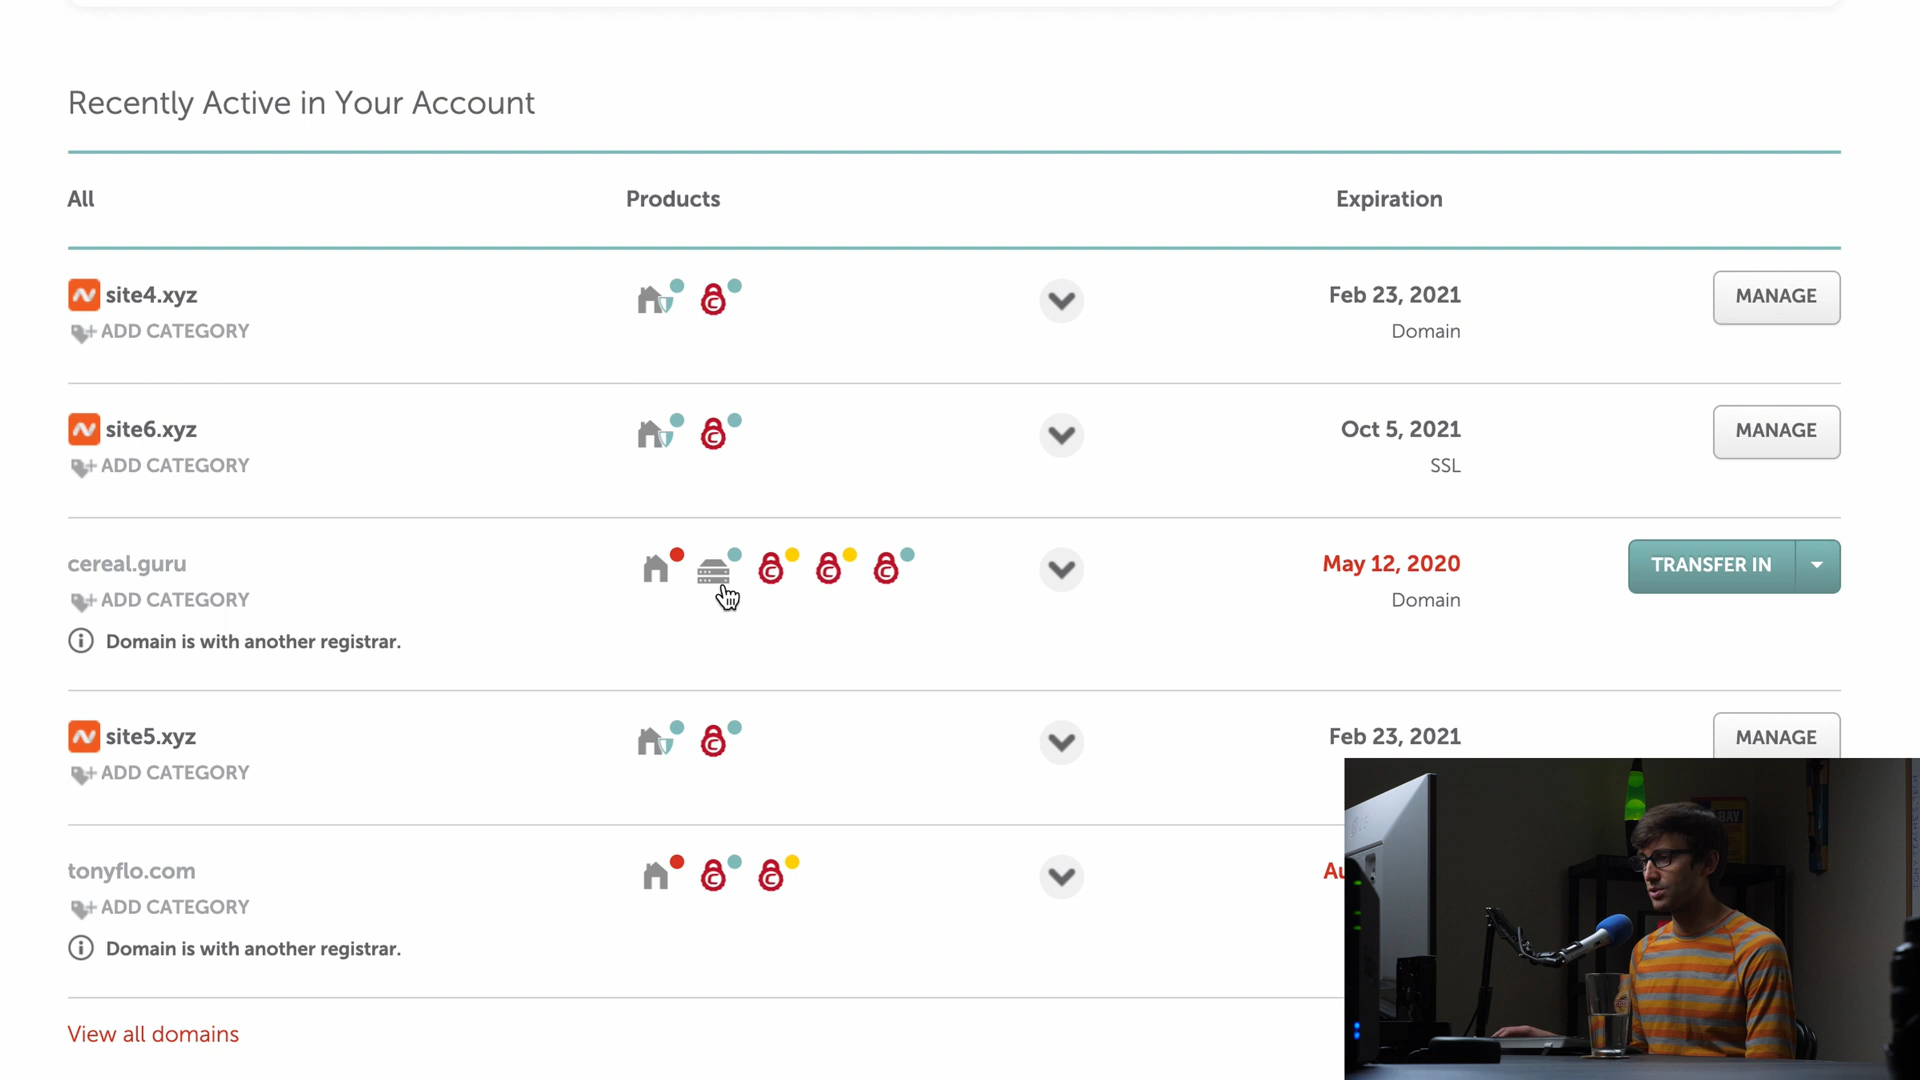 Recently Active in Your Account
All Products Expiration
site4.xyz Feb 23, 2021 MANAGE
ADD CATEGORY Domain
site6.xyz Oct 5, 2021 MANAGE
ADD CATEGORY SSL
cereal.guru May 12, 2020 TRANSFER IN
ADD CATEGORY Domain
Domain is with another registrar.
site5.xyz Feb 23, 2021 MANAGE
ADD CATEGORY
tonyflo.com Au
ADD CATEGORY
Domain is with another registrar.
View all domains